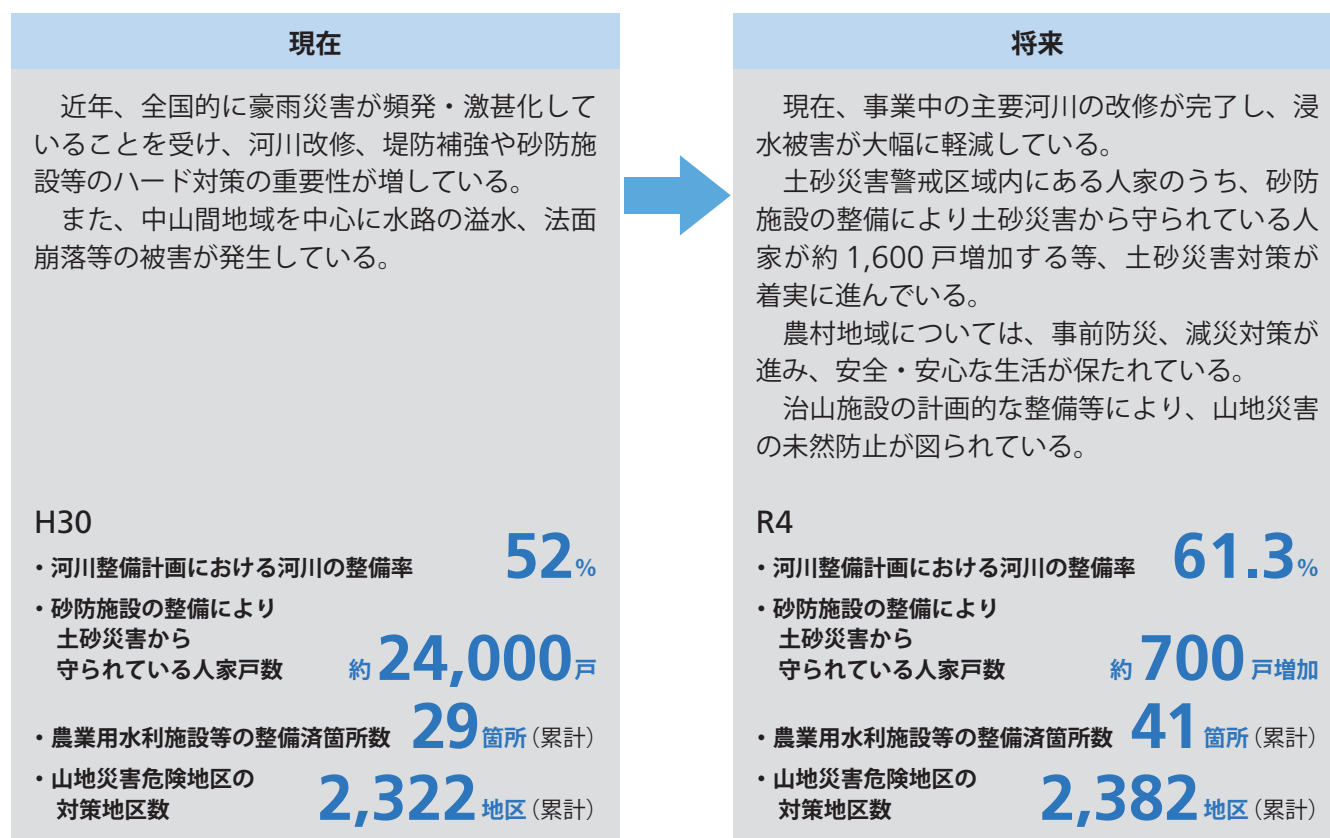 現在
　近年、全国的に豪雨災害が頻発・激甚化して
いることを受け、河川改修、堤防補強や砂防施
設等のハード対策の重要性が増している。
　また、中山間地域を中心に水路の溢水、法面
崩落等の被害が発生している。
H30
・河川整備計画における河川の整備率 52%
・砂防施設の整備により
土砂災害から
守られている人家戸数 約24,000戸
・農業用水利施設等の整備済箇所数 29箇所（累計）
・山地災害危険地区の
対策地区数 2,322地区（累計）
将来
　現在、事業中の主要河川の改修が完了し、浸
水被害が大幅に軽減している。
　土砂災害警戒区域内にある人家のうち、砂防
施設の整備により土砂災害から守られている人
家が約 1,600 戸増加する等、土砂災害対策が
着実に進んでいる。
　農村地域については、事前防災、減災対策が
進み、安全・安心な生活が保たれている。
　治山施設の計画的な整備等により、山地災害
の未然防止が図られている。
R4
・河川整備計画における河川の整備率 61.3%
・砂防施設の整備により
土砂災害から
守られている人家戸数 約700戸増加
・農業用水利施設等の整備済箇所数 41箇所（累計）
・山地災害危険地区の
対策地区数 2,382地区（累計）